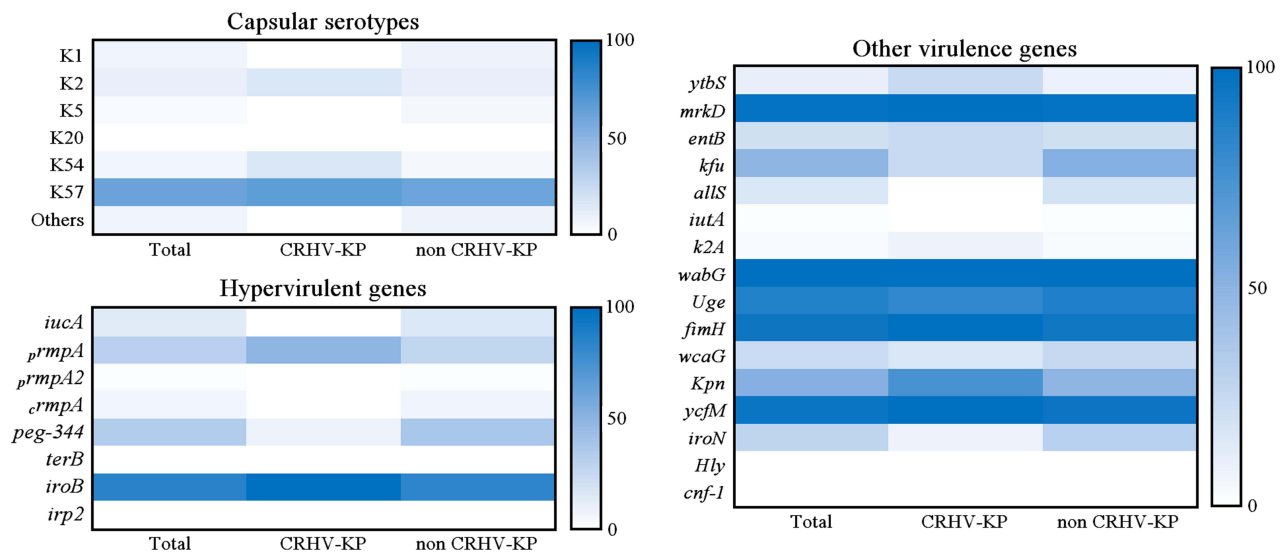 Capsular serotypes
K1
K2
K5
K20
K54
K57
Others
Total CRHV-KP non CRHV-KP
100
50
0
Hypervirulent genes
iucA
prmpA
prmpA2
crmpA
peg-344
terB
iroB
irp2
Total CRHV-KP non CRHV-KP
100
50
0
Other virulence genes
ytbS
mrkD
entB
kfu
allS
iutA
k2A
wabG
Uge
fimH
wcaG
Kpn
ycfM
iroN
Hly
cnf-1
Total CRHV-KP non CRHV-KP
100
50
0